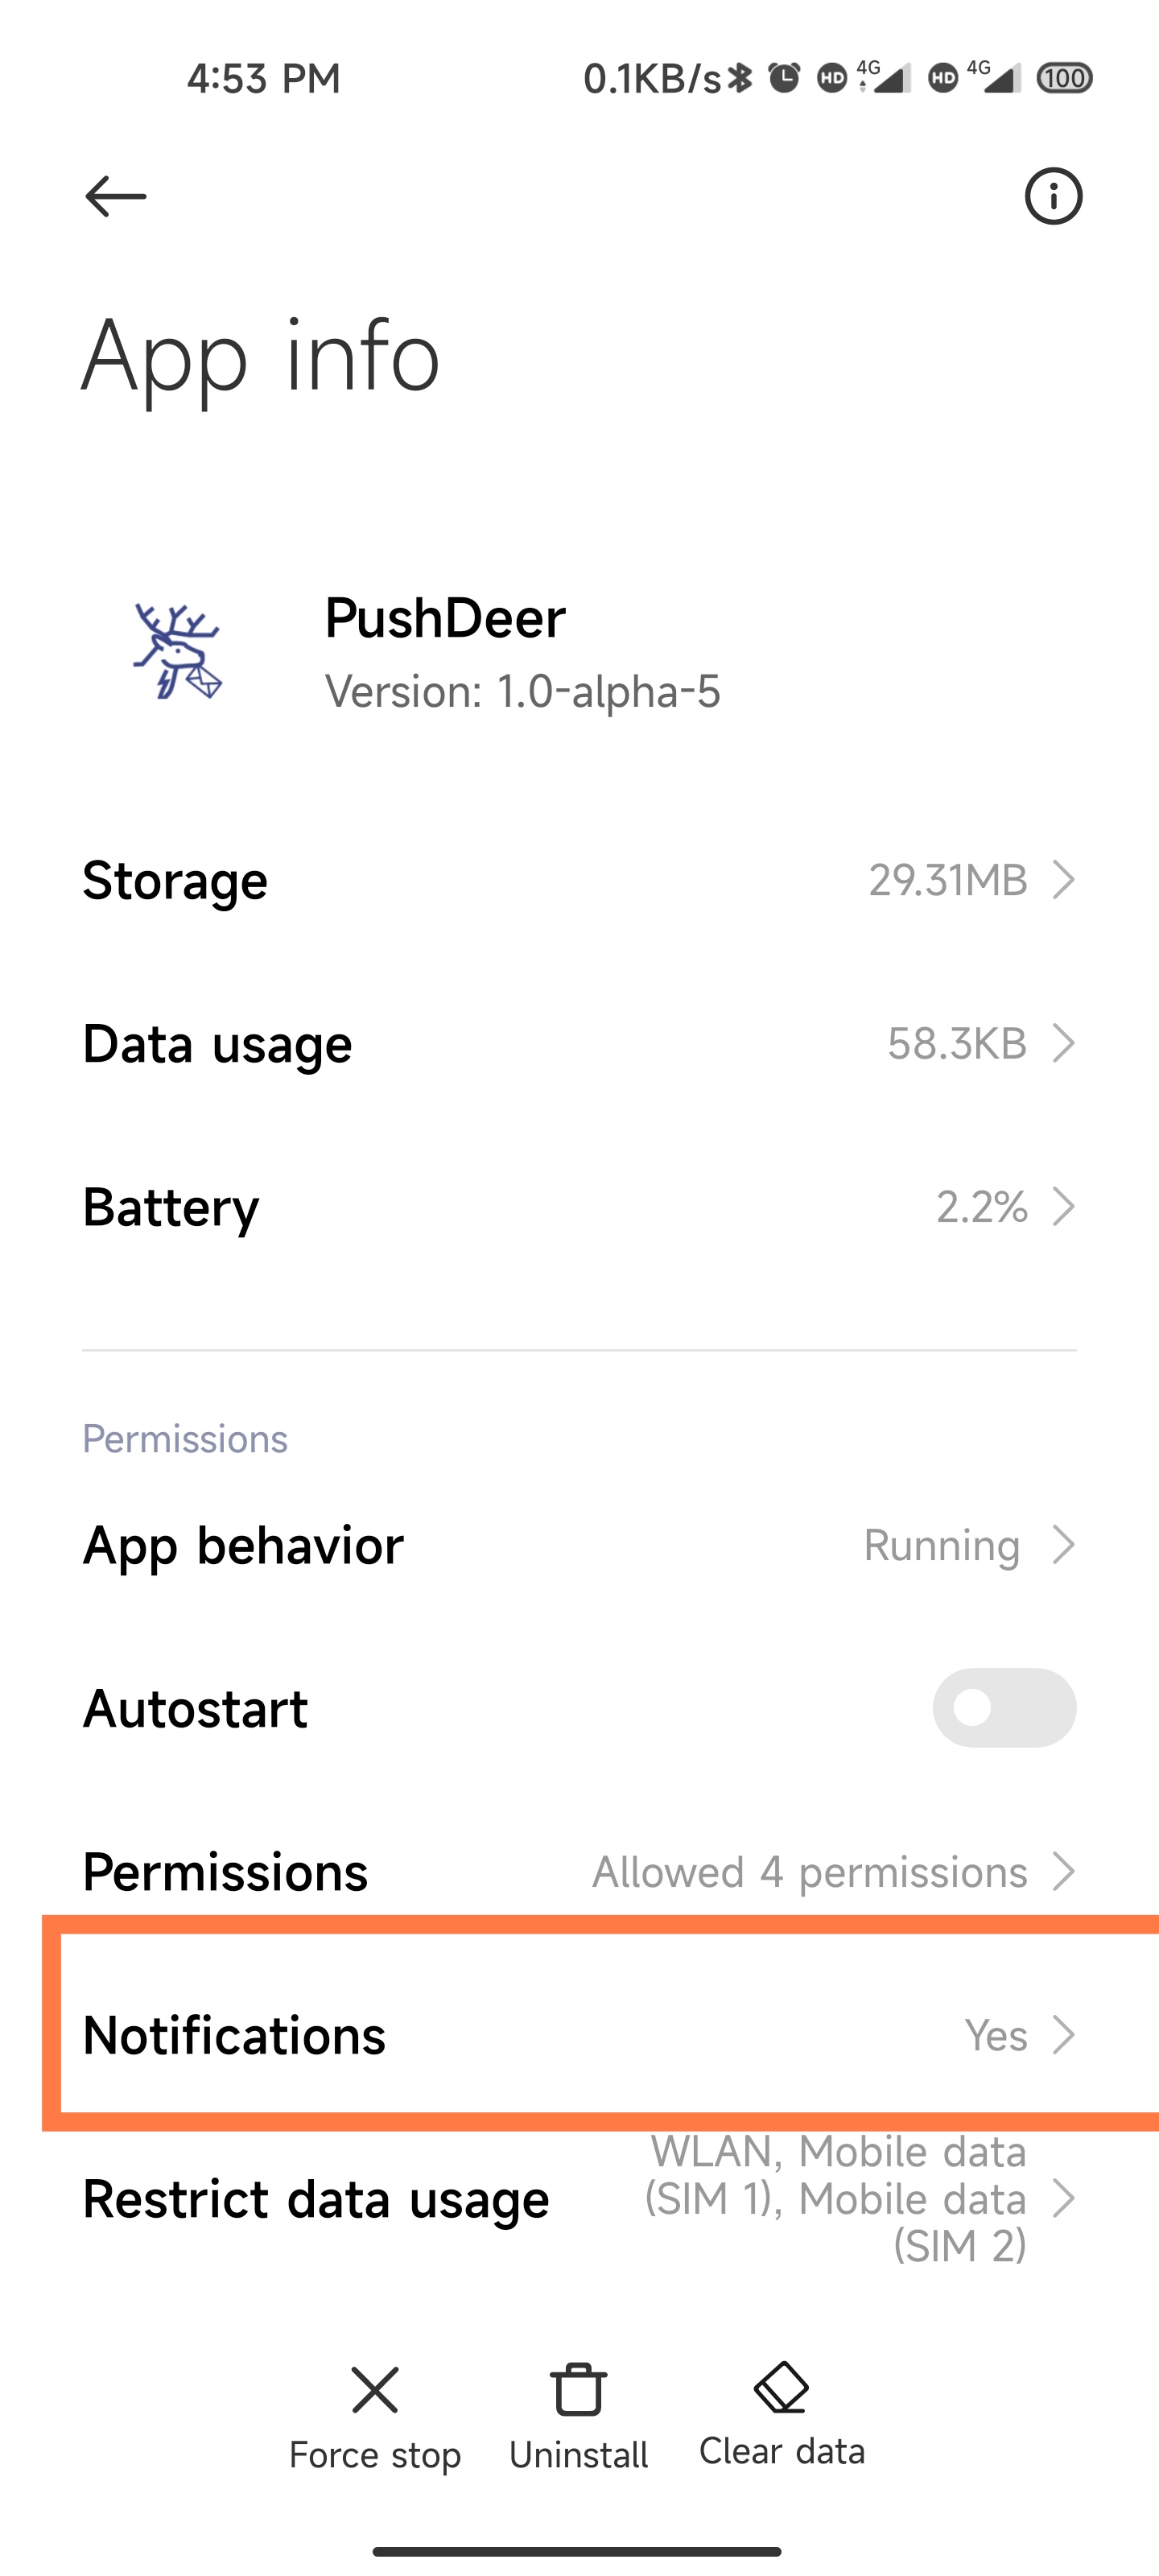 4:53 PM 0.1KB/s HD 4G HD 4G 100
App info
PushDeer
Version: 1.0-alpha-5
Storage 29.31MB
Data usage 58.3KB
Battery 2.2%
Permissions
App behavior Running
Autostart
Permissions Allowed 4 permissions
Notifications Yes
Restrict data usage WLAN, Mobile data
(SIM 1), Mobile data
(SIM 2)
Force stop Uninstall Clear data